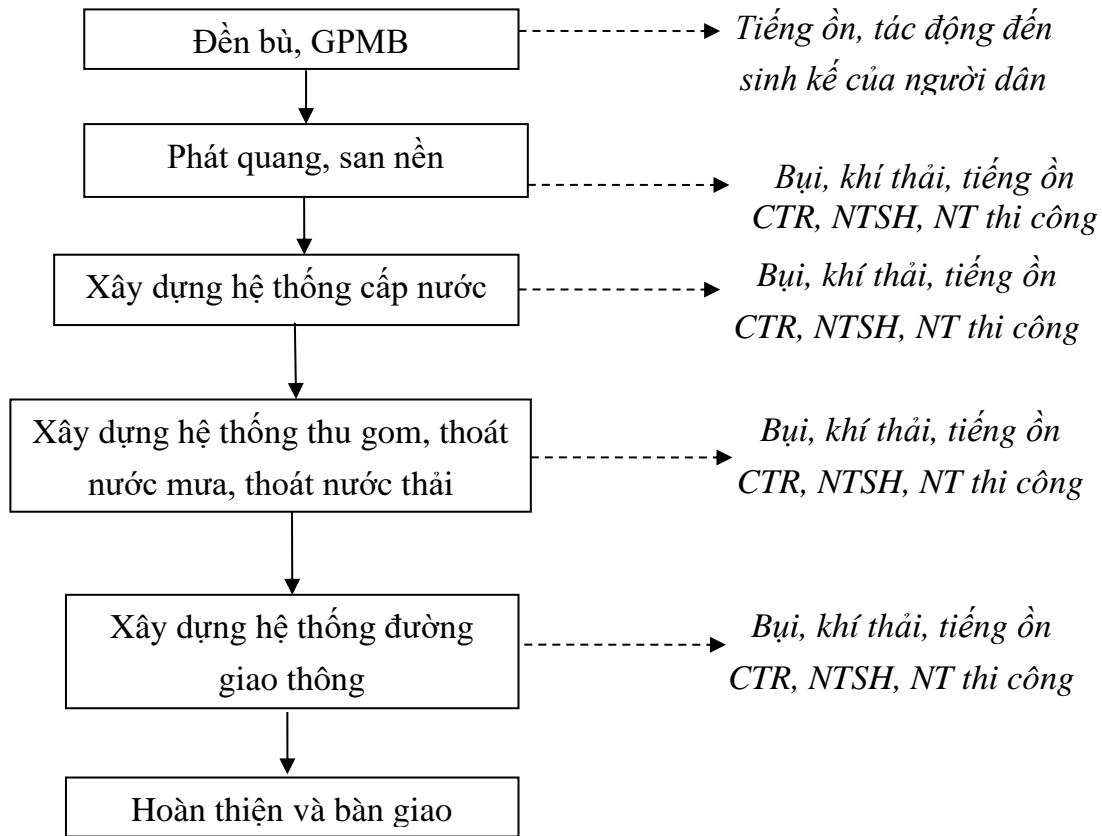 Đền bù, GPMB
Tiếng ồn, tác động đến
sinh kế của người dân
Phát quang, san nền
Bụi, khí thải, tiếng ồn
CTR, NTSH, NT thi công
Xây dựng hệ thống cấp nước
Bụi, khí thải, tiếng ồn
CTR, NTSH, NT thi công
Xây dựng hệ thống thu gom, thoát
nước mưa, thoát nước thải
Bụi, khí thải, tiếng ồn
CTR, NTSH, NT thi công
Xây dựng hệ thống đường
giao thông
Bụi, khí thải, tiếng ồn
CTR, NTSH, NT thi công
Hoàn thiện và bàn giao